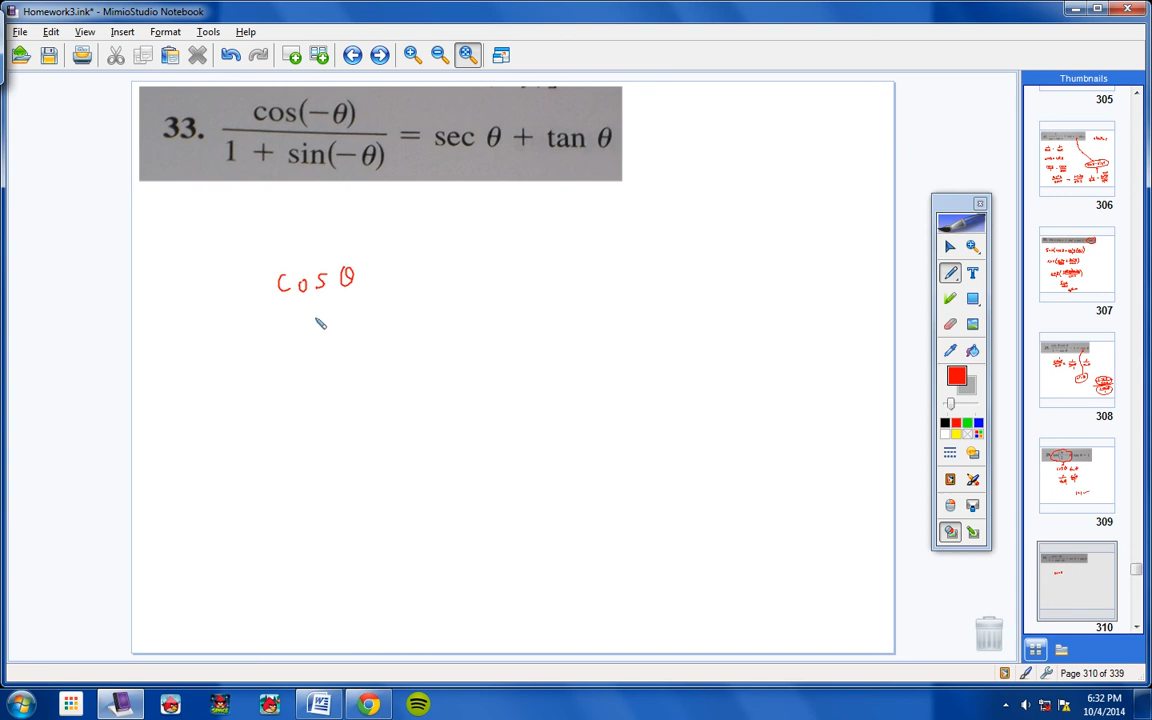 Homework3.ink* - MimioStudio Notebook
File Edit View Insert Format Tools Help
Thumbnails
305
306
307
308
309
310
33. cos(−θ) / 1 + sin(−θ) = sec θ + tan θ
cos θ
T
W
Page 310 of 339
6:32 PM
10/4/2014